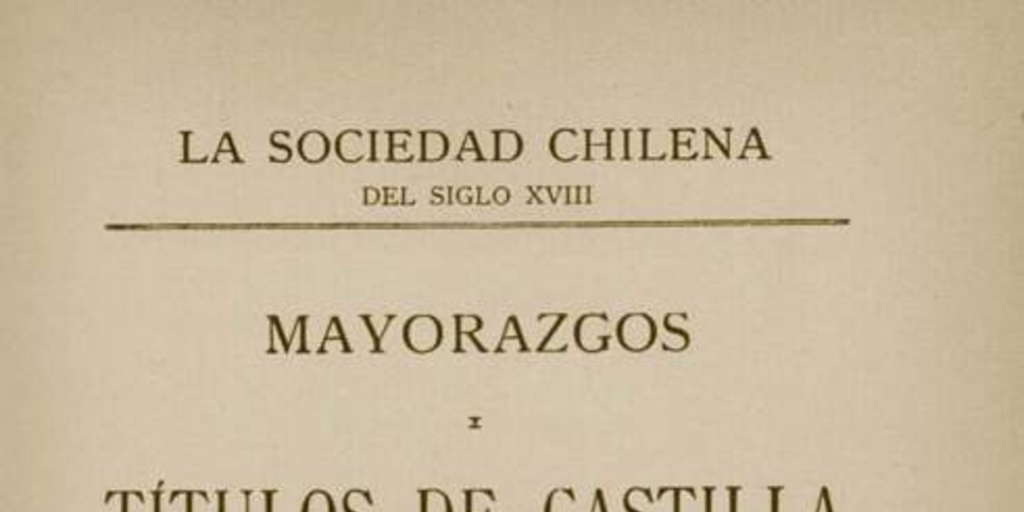 LA SOCIEDAD CHILENA
DEL SIGLO XVIII
MAYORAZGOS
I
TÍTULOS DE CASTILLA